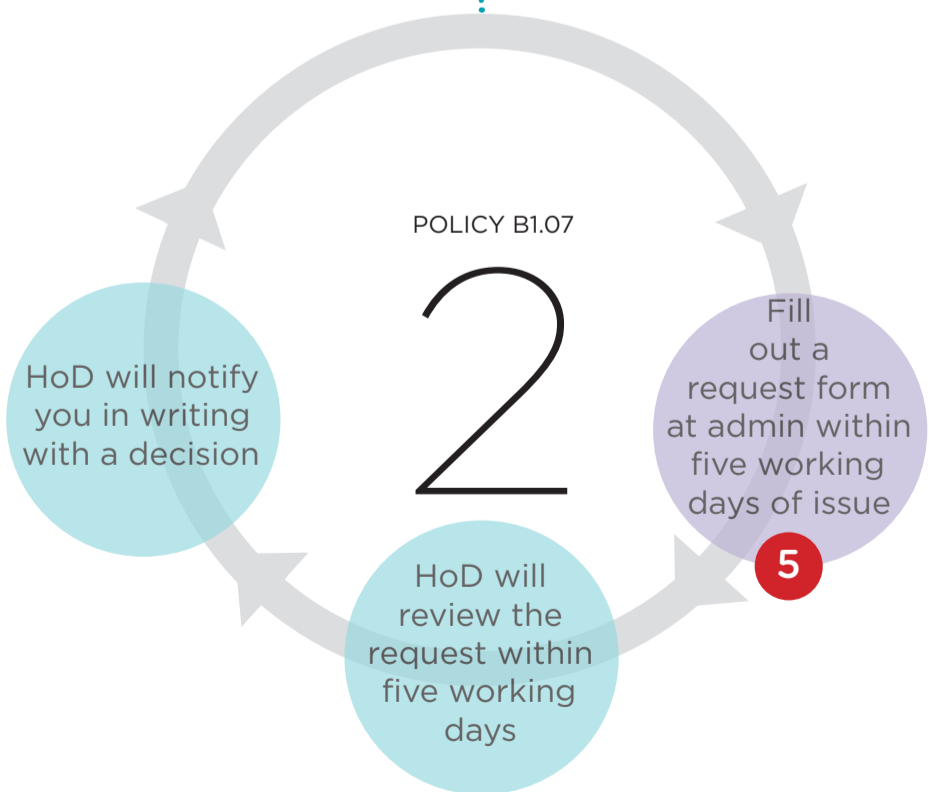 POLICY B1.07
2
Fill
out a
request form
at admin within
five working
days of issue
5
HoD will
review the
request within
five working
days
HoD will notify
you in writing
with a decision